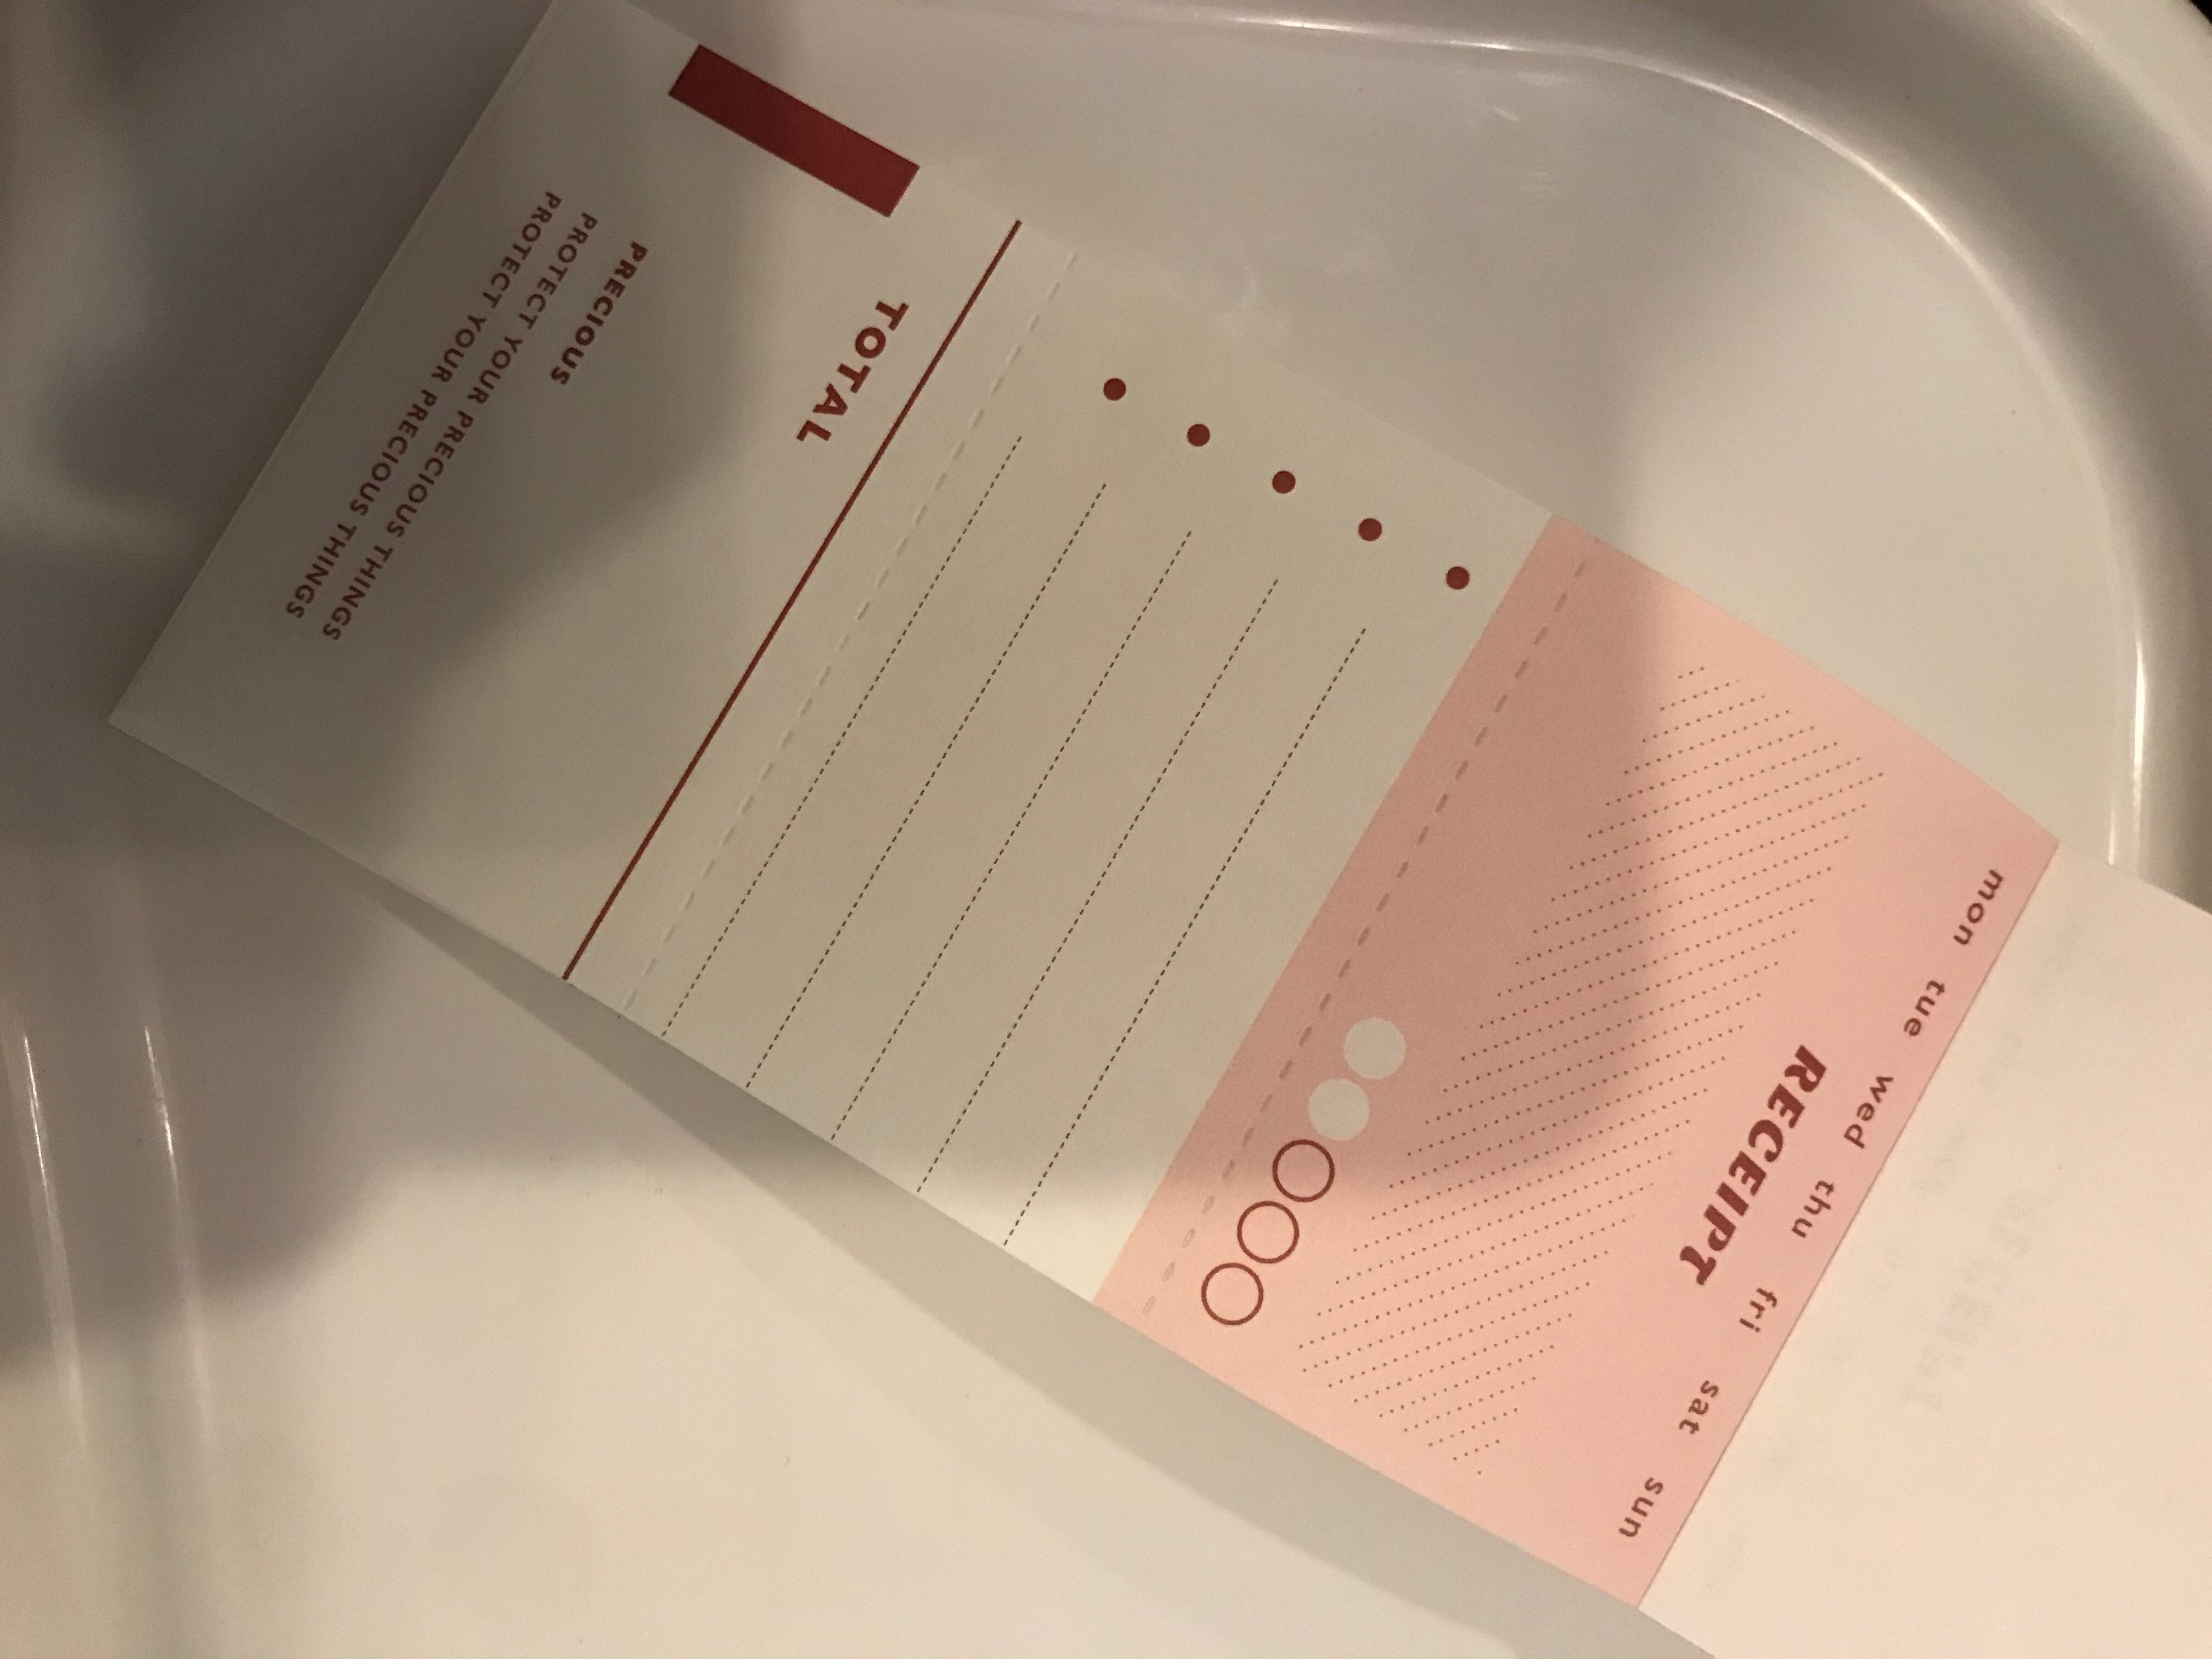 mon tue wed thu fri sat sun
RECEIPT
TOTAL
PRECIOUS
PROTECT YOUR PRECIOUS THINGS
PROTECT YOUR PRECIOUS THINGS